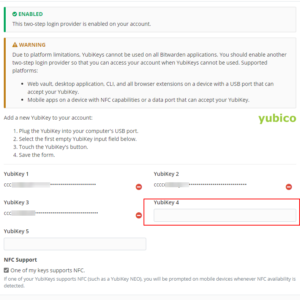 ENABLED
This two-step login provider is enabled on your account.
WARNING
Due to platform limitations, YubiKeys cannot be used on all Bitwarden applications. You should enable another
two-step login provider so that you can access your account when YubiKeys cannot be used. Supported
platforms:
Web vault, desktop application, CLI, and all browser extensions on a device with a USB port that can
accept your YubiKey.
Mobile apps on a device with NFC capabilities or a data port that can accept your YubiKey.
Add a new YubiKey to your account:
yubico
1. Plug the YubiKey into your computer's USB port.
2. Select the first empty YubiKey input field below.
3. Touch the YubiKey's button.
4. Save the form.
YubiKey 1 YubiKey 2
YubiKey 3 YubiKey 4
YubiKey 5
NFC Support
One of my keys supports NFC.
If one of your YubiKeys supports NFC (such as a YubiKey NEO), you will be prompted on mobile devices whenever NFC availability is
detected.